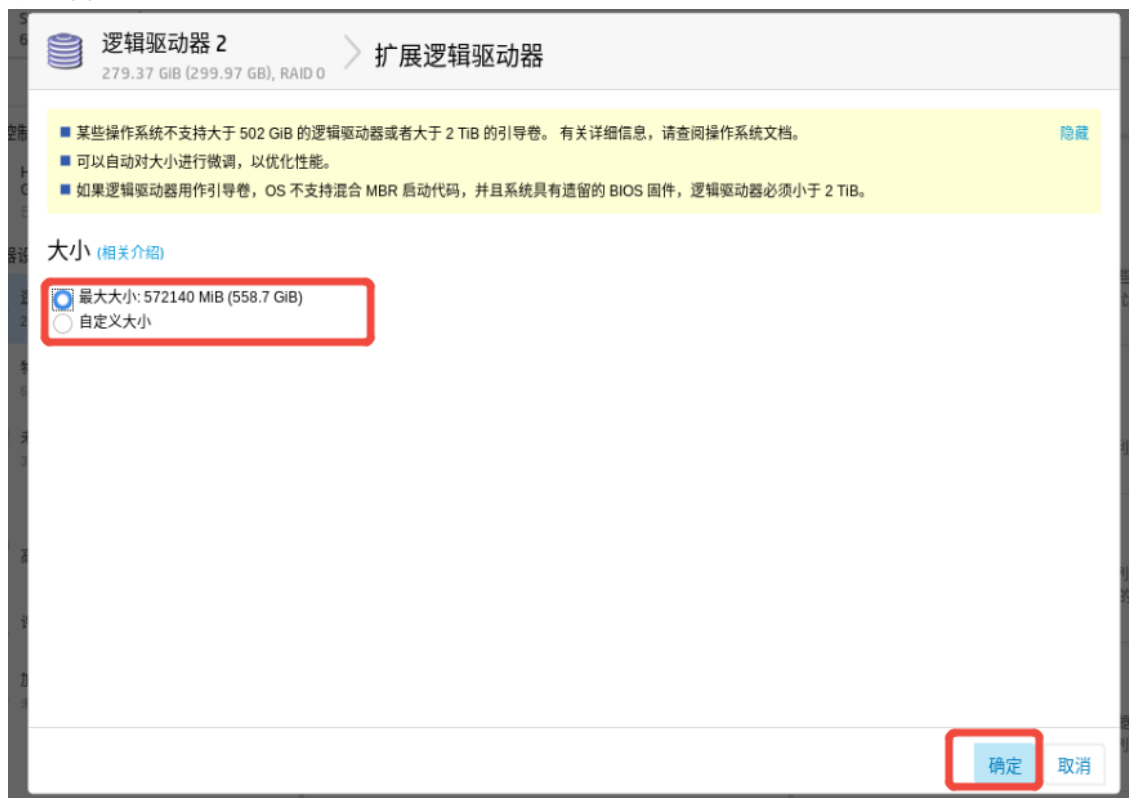 逻辑驱动器 2
扩展逻辑驱动器
279.37 GiB (299.97 GB), RAID 0
某些操作系统不支持大于 502 GiB 的逻辑驱动器或者大于 2 TiB 的引导卷。 有关详细信息，请查阅操作系统文档。
隐藏
可以自动对大小进行微调，以优化性能。
如果逻辑驱动器用作引导卷，OS 不支持混合 MBR 启动代码，并且系统具有遗留的 BIOS 固件，逻辑驱动器必须小于 2 TiB。
大小 (相关介绍)
最大大小: 572140 MiB (558.7 GiB)
自定义大小
确定
取消